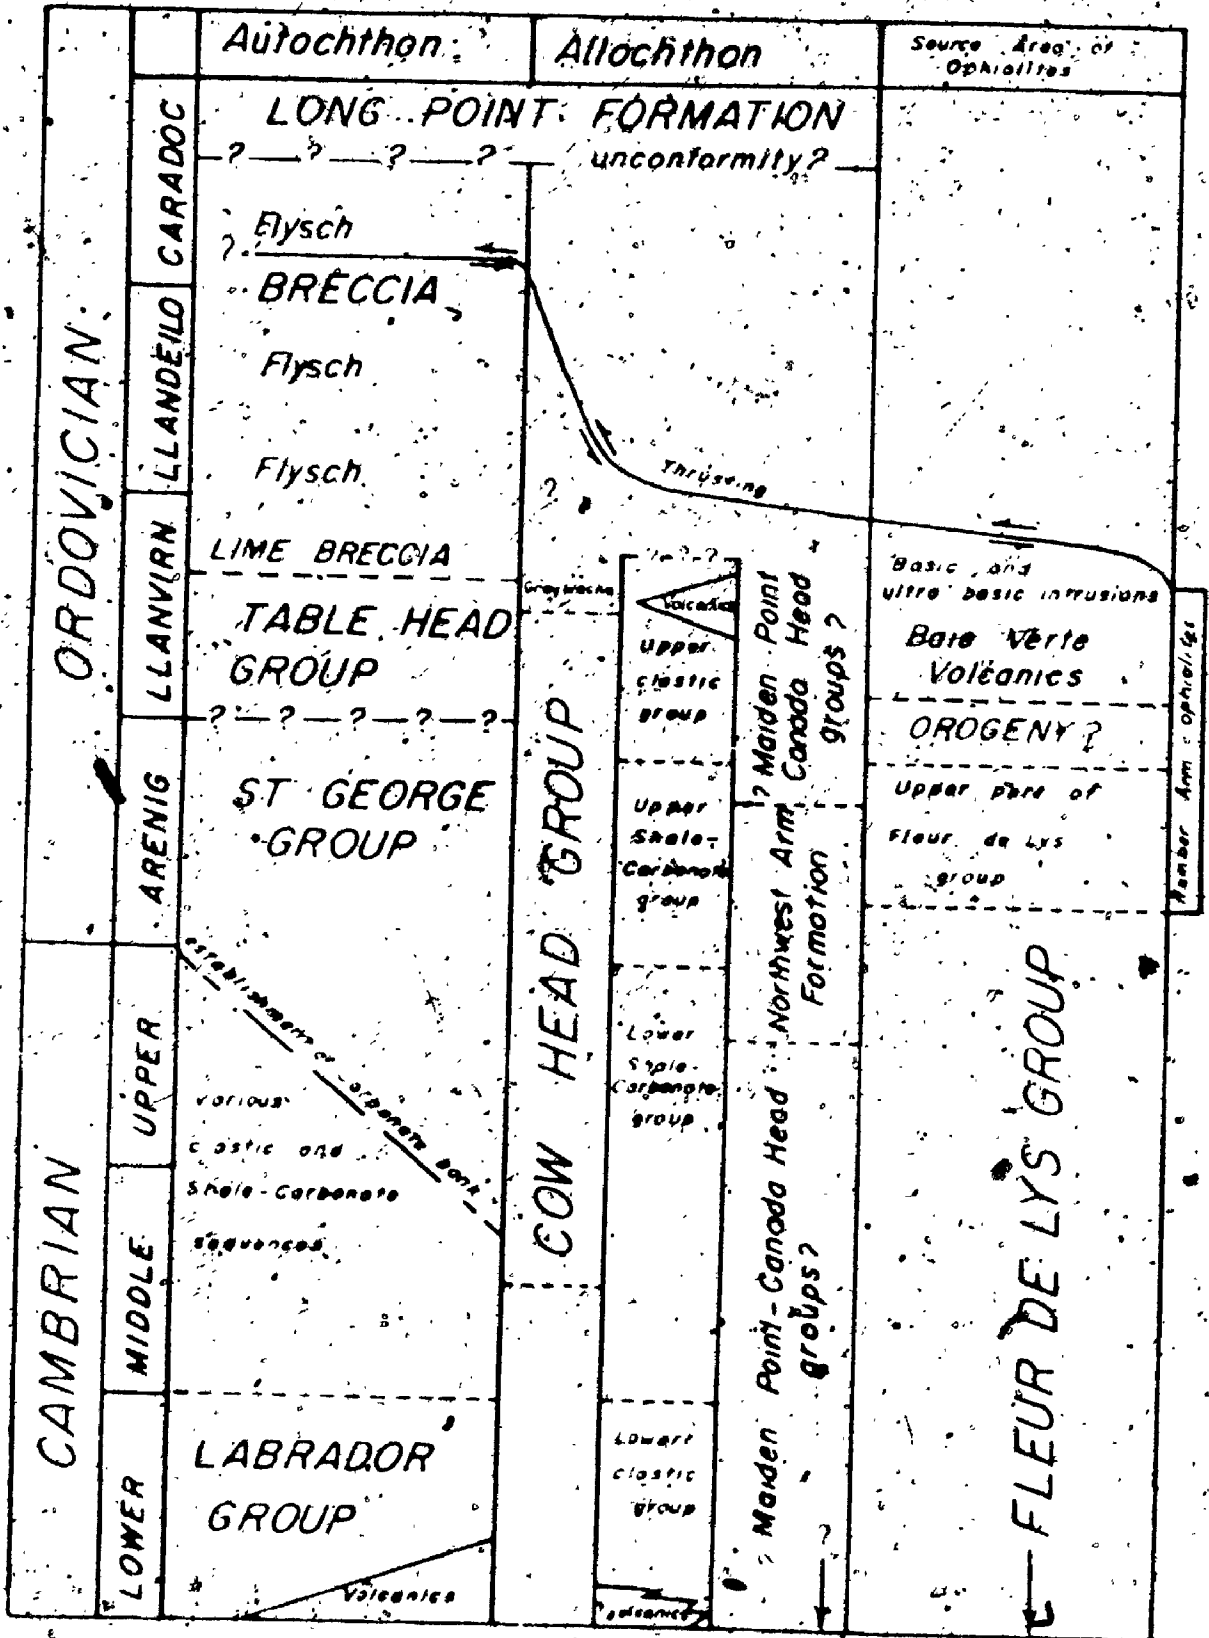 Autochthon
Allochthon
Source Area of
Ophiolites
ORDOVICIAN
CAMBRIAN
CARADOC
LLANDEILO
LLANVIRN
ARENIG
UPPER
MIDDLE
LOWER
LONG POINT FORMATION
? — ? — ? — ? — unconformity?
Flysch
?
BRECCIA
Flysch
Flysch
LIME BRECCIA
TABLE HEAD
GROUP
? — ? — ? — ? — ?
ST GEORGE
GROUP
establishment of carbonate bank
various
clastic and
Shale-Carbonate
sequences
LABRADOR
GROUP
Volcanics
Thrusting
?
Graywacke
COW HEAD GROUP
?-?-?
Volcanics
Upper
clastic
group
Upper
Shale-
Carbonate
group
Lower
Shale-
Carbonate
group
Lower
clastic
group
Volcanics
? Maiden Point
Canada Head
groups ?
Northwest Arm
Formation
? Maiden Point-Canada Head
groups?
?
Basic and
ultra basic intrusions
Baie Verte
Volcanics
OROGENY ?
Upper part of
Fleur de Lys
group
FLEUR DE LYS GROUP
Humber Arm ophiolites